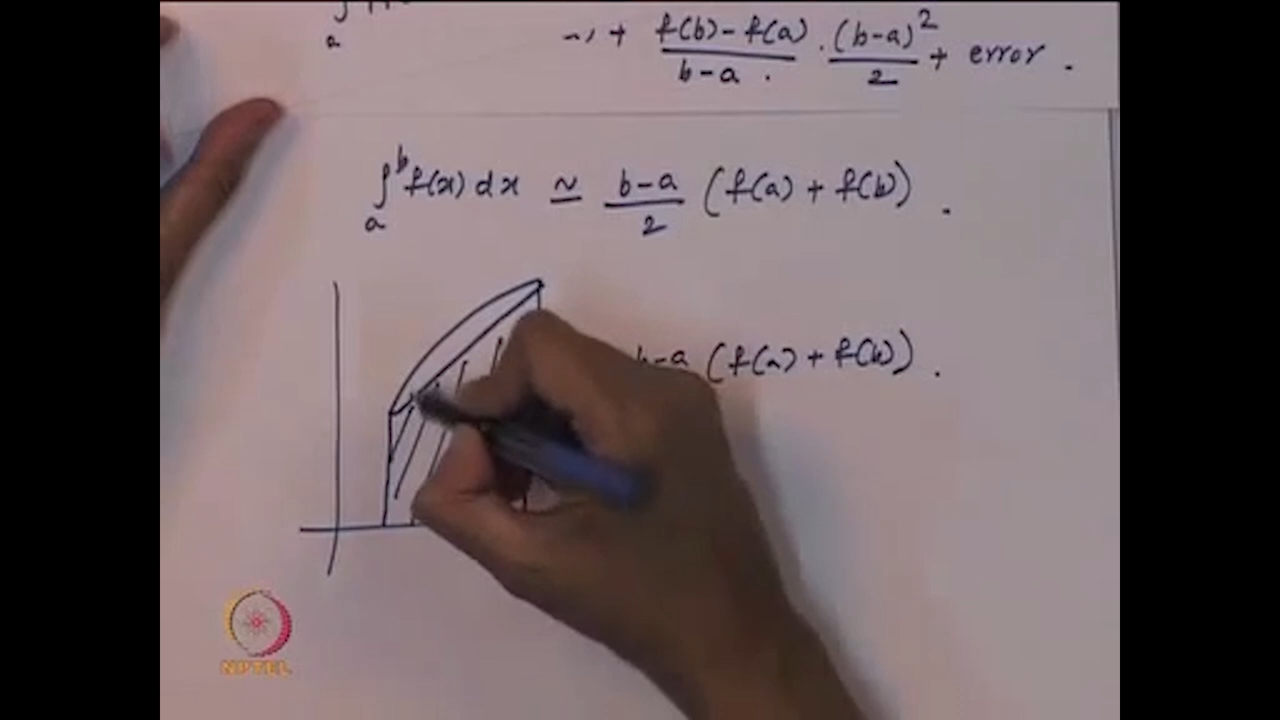 a
+ f(b)-f(a) / b-a . (b-a)² / 2 + error .
∫ₐᵇ f(x) dx ≃ b-a / 2 (f(a) + f(b)) .
b-a (f(a) + f(b)) .
NPTEL